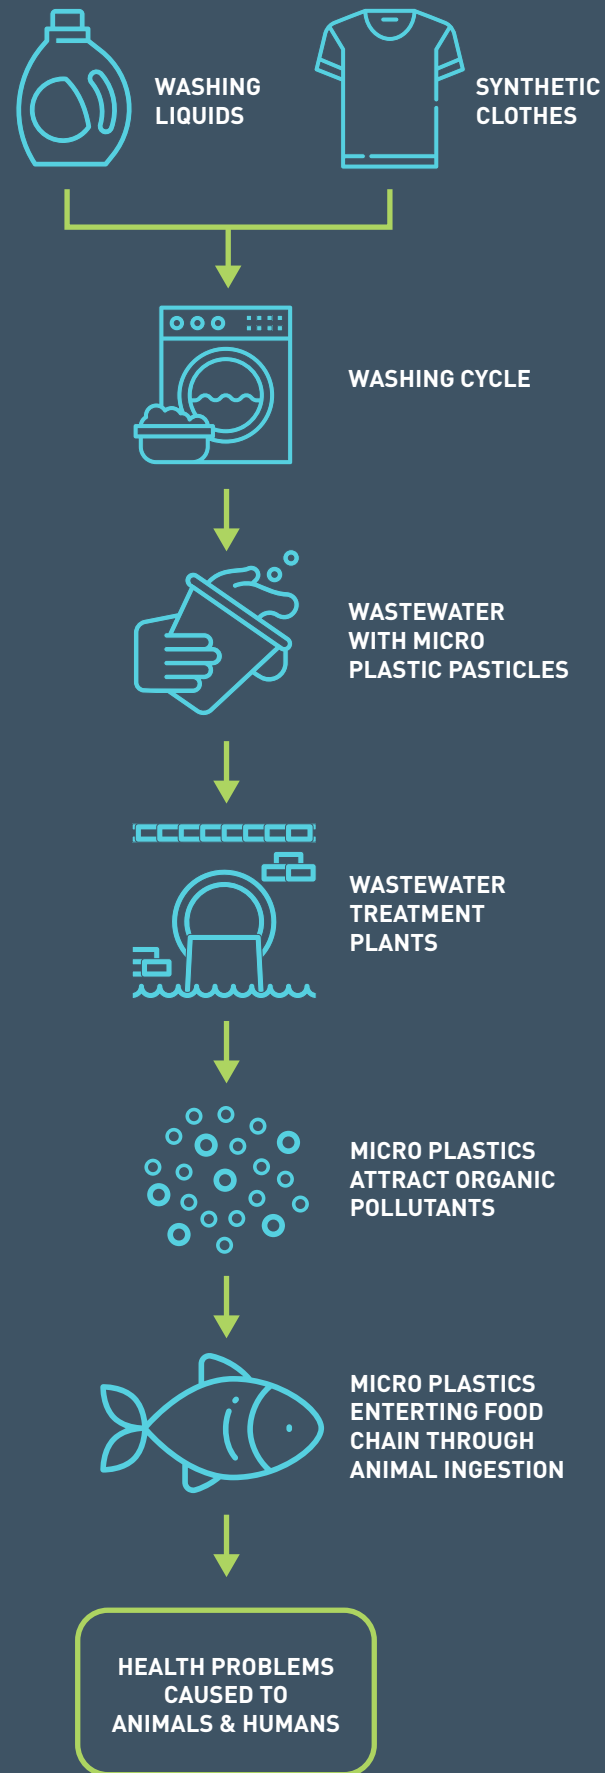 WASHING
LIQUIDS
SYNTHETIC
CLOTHES
WASHING CYCLE
WASTEWATER
WITH MICRO
PLASTIC PASTICLES
WASTEWATER
TREATMENT
PLANTS
MICRO PLASTICS
ATTRACT ORGANIC
POLLUTANTS
MICRO PLASTICS
ENTERTING FOOD
CHAIN THROUGH
ANIMAL INGESTION
HEALTH PROBLEMS
CAUSED TO
ANIMALS & HUMANS